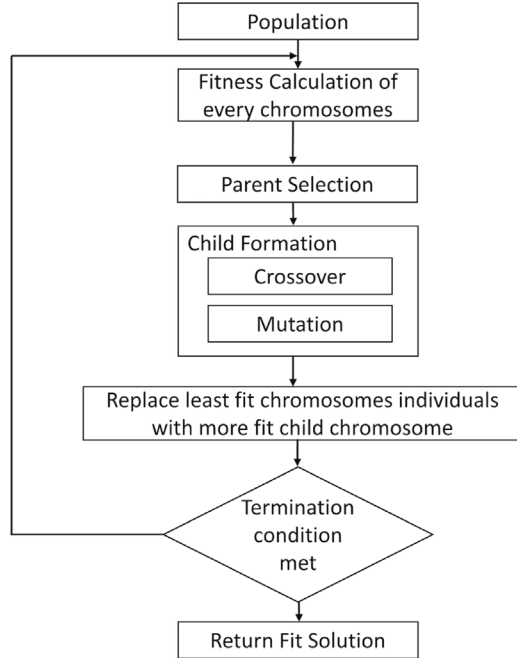 Population
Fitness Calculation of
every chromosomes
Parent Selection
Child Formation
Crossover
Mutation
Replace least fit chromosomes individuals
with more fit child chromosome
Termination
condition
met
Return Fit Solution